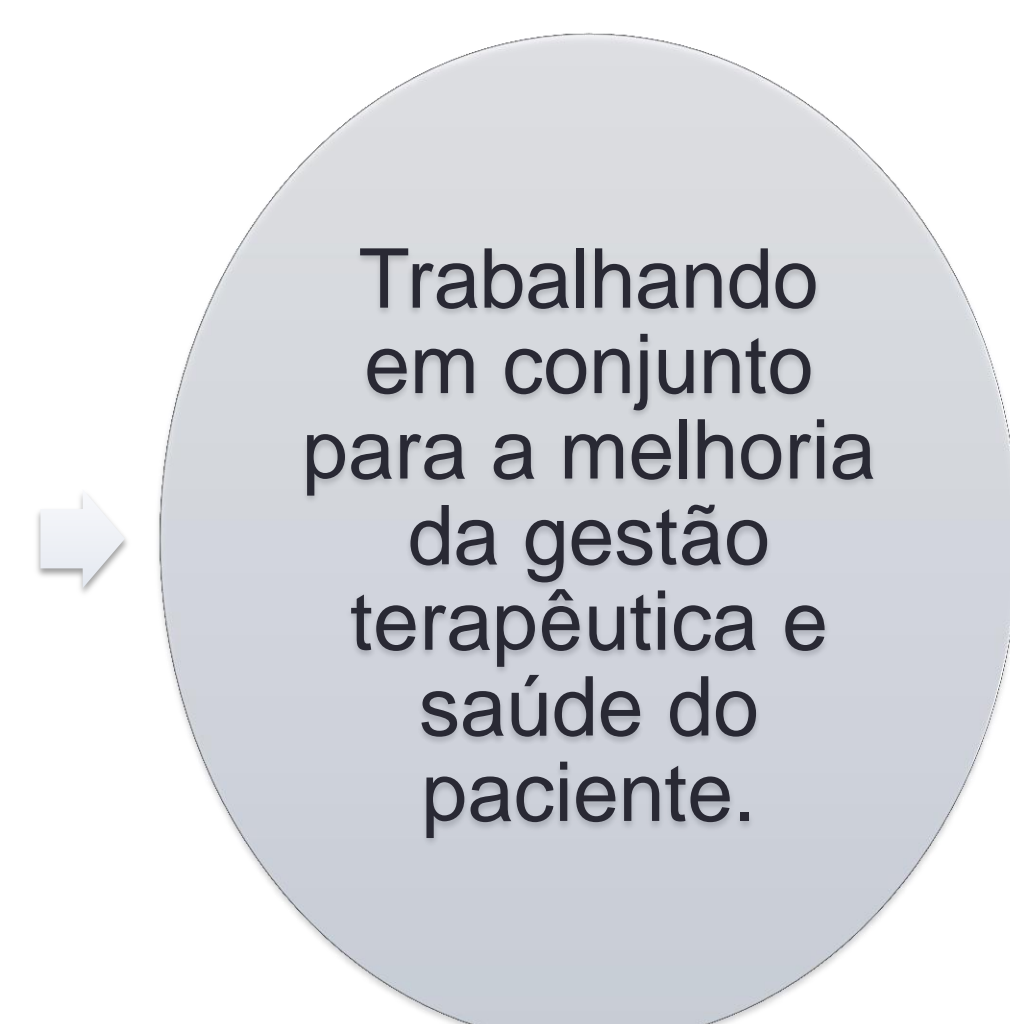 Trabalhando
em conjunto
para a melhoria
da gestão
terapêutica e
saúde do
paciente.